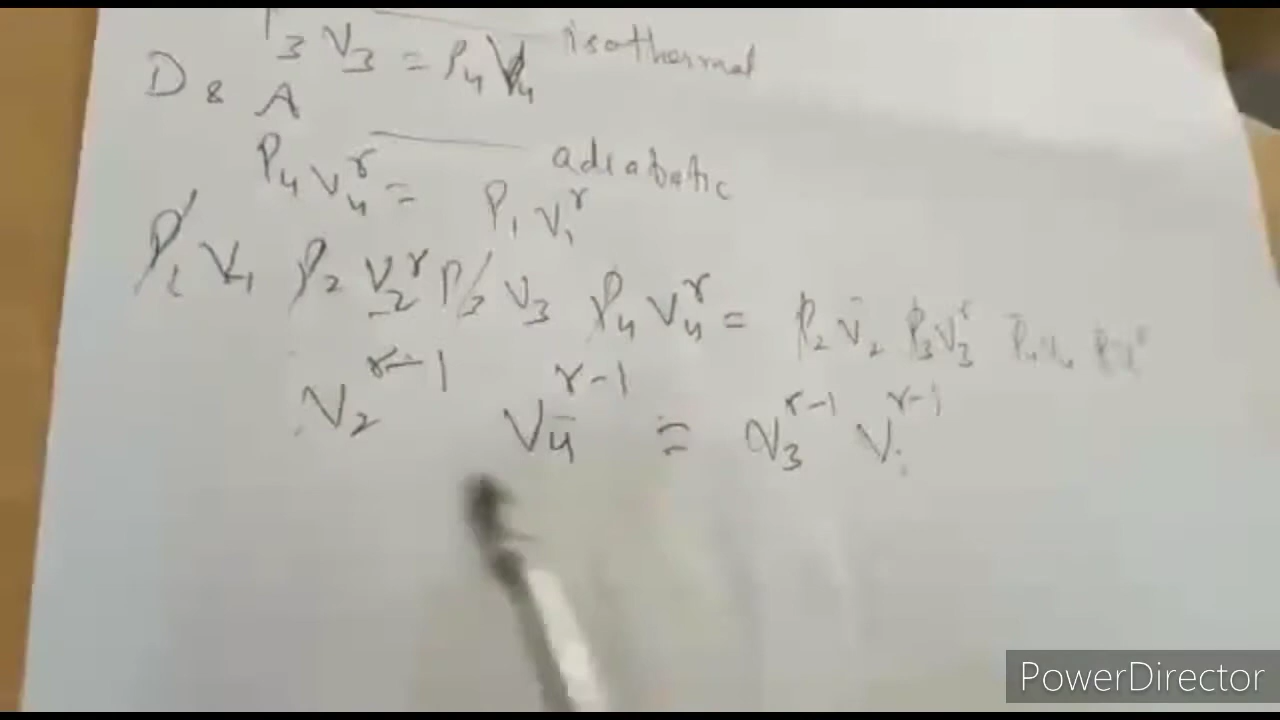 P₃ V₃ = P₄ V₄ isothermal
D & A
P₄ V₄^γ = P₁ V₁^γ adiabatic
P₁ V₁ P₂ V₂^γ P₃ V₃ P₄ V₄^γ = P₂ V₂ P₃ V₃^γ
V₂^γ-1 V₄^γ-1 = V₃^γ-1 V₁^γ-1
PowerDirector